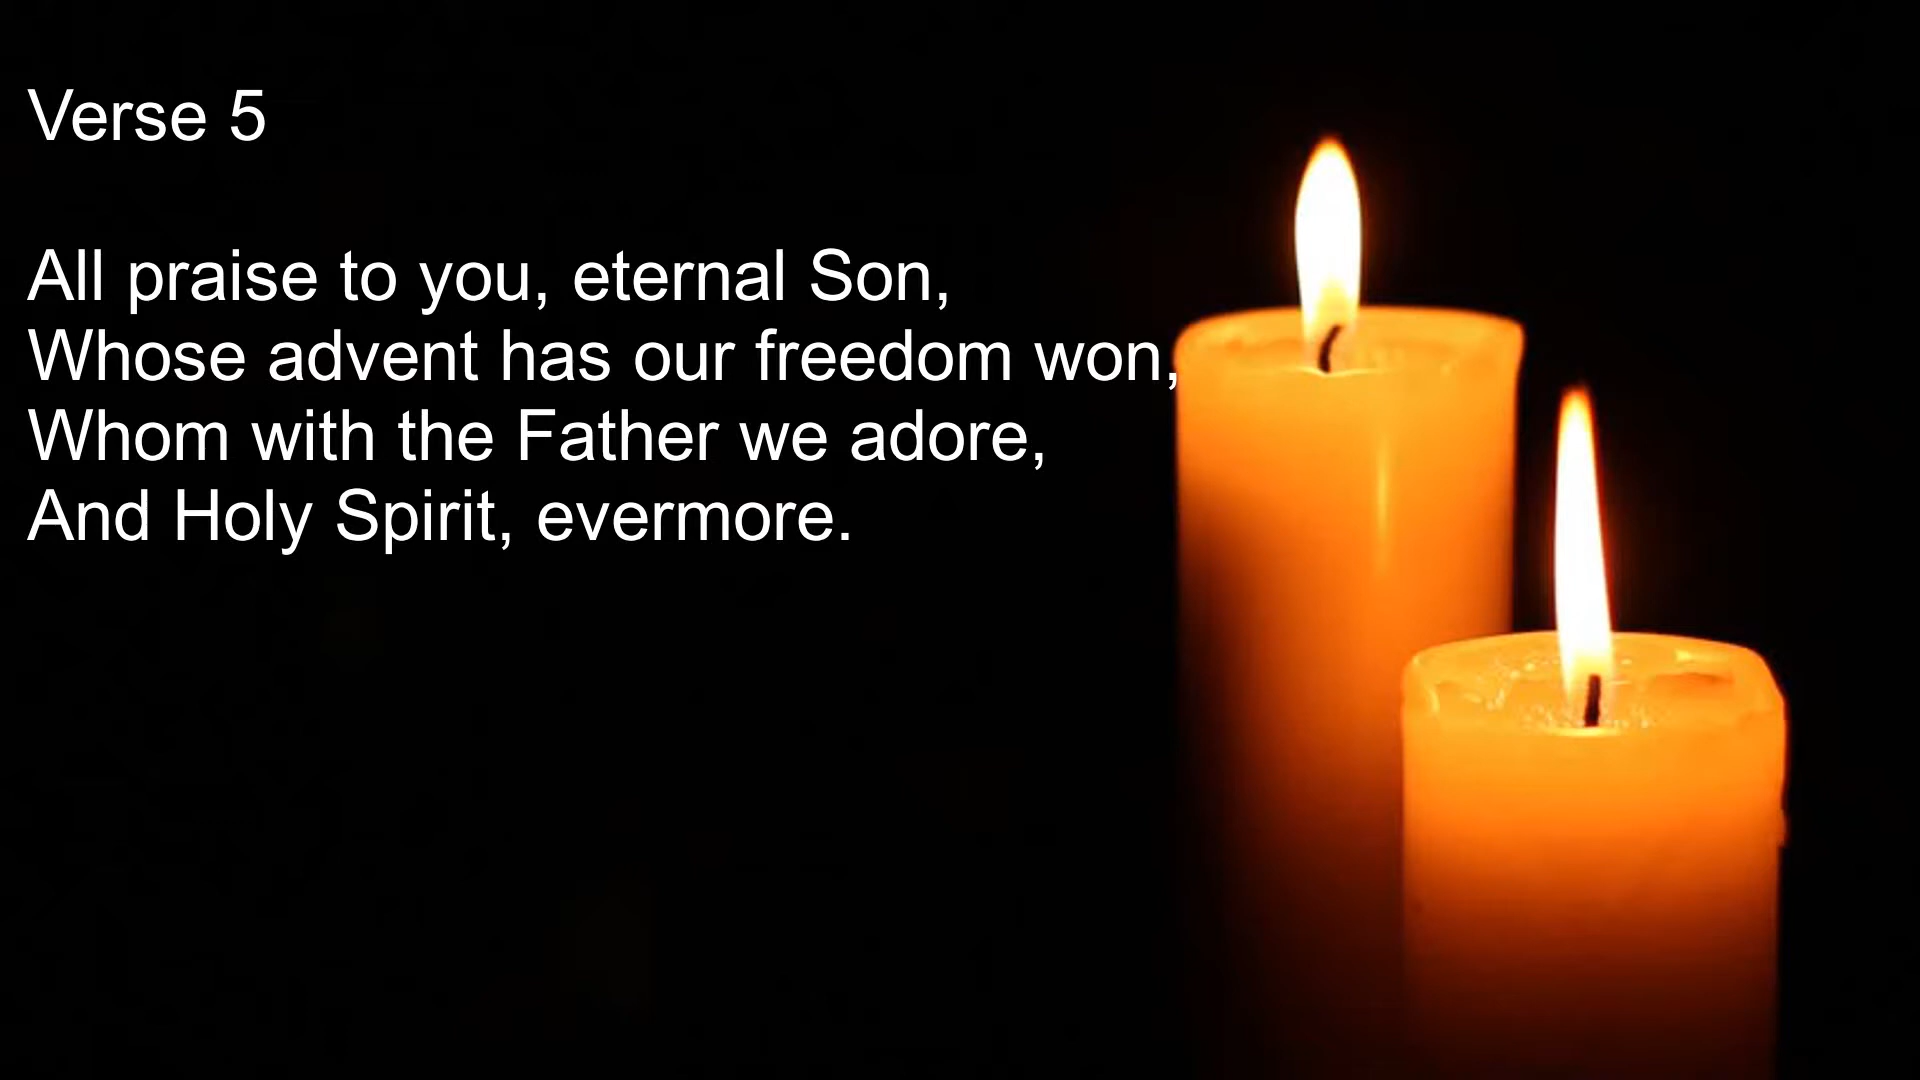 Verse 5
All praise to you, eternal Son,
Whose advent has our freedom won,
Whom with the Father we adore,
And Holy Spirit, evermore.